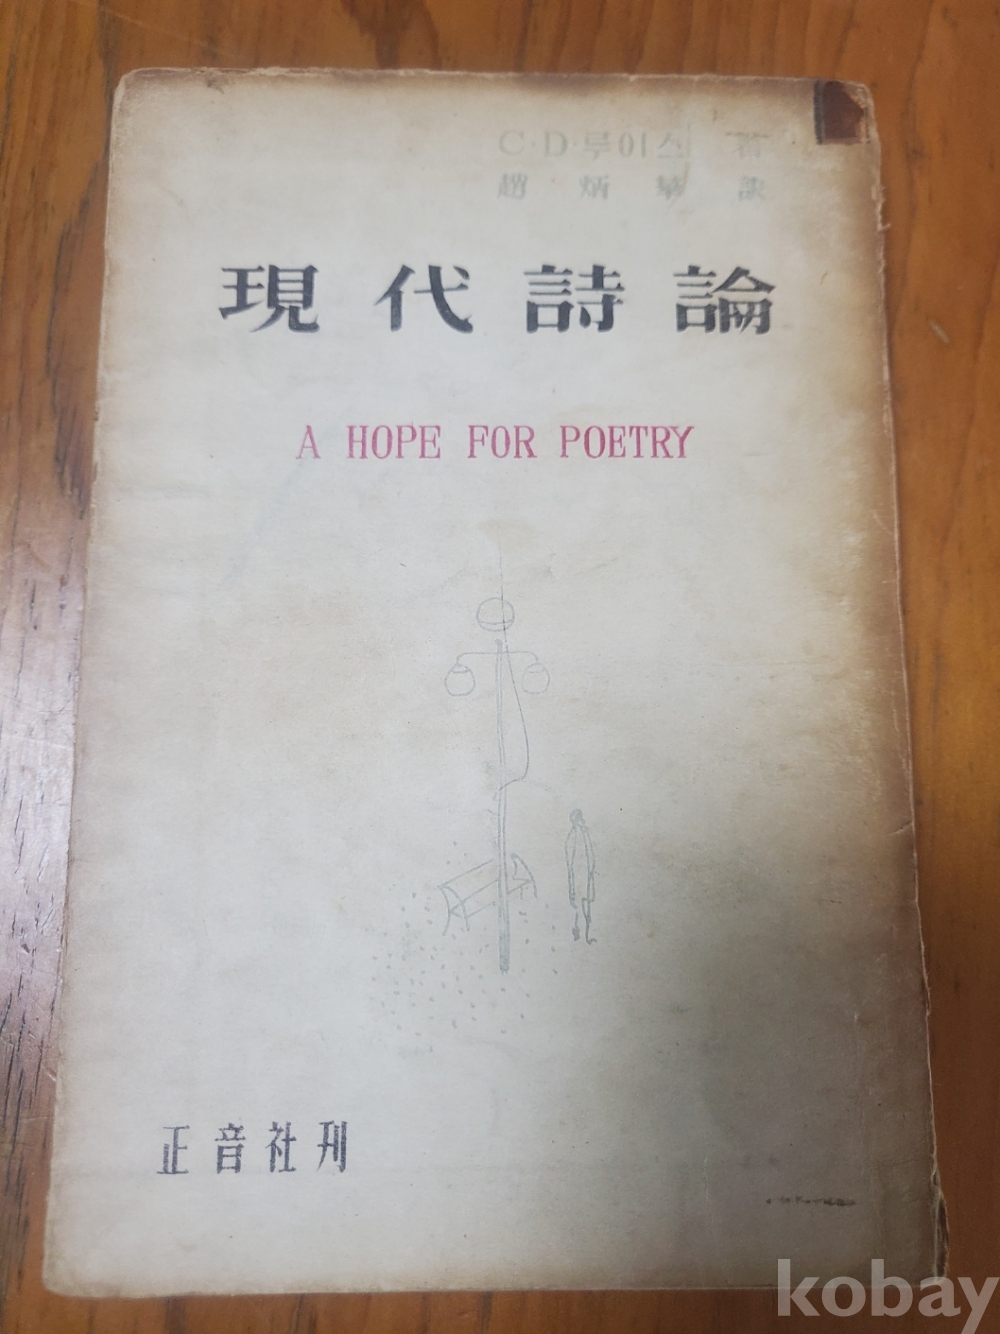 C·D·루이스 著
趙炳華 譯
現代詩論
A HOPE FOR POETRY
正音社刊
kobay